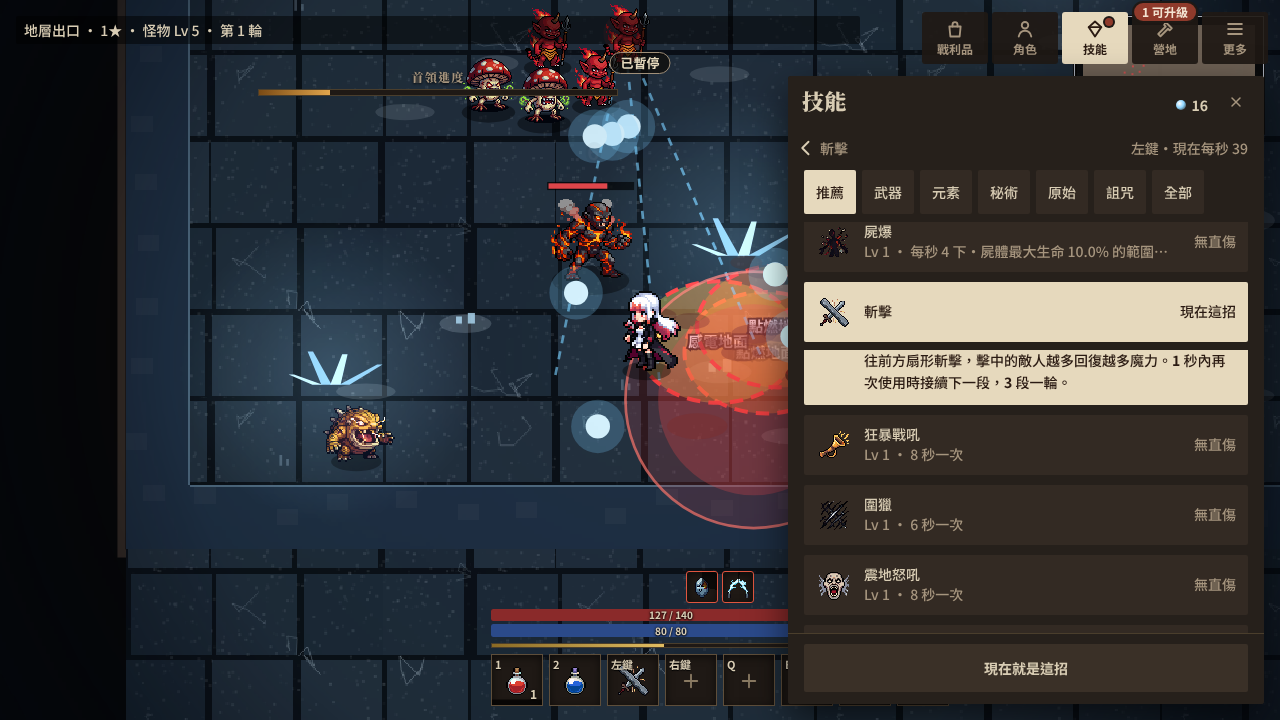 地層出口 · 1★ · 怪物 Lv 5 · 第 1 輪
首領進度
已暫停
1 可升級
戰利品
角色
技能
營地
更多
技能
16
斬擊
左鍵・現在每秒 39
推薦
武器
元素
秘術
原始
詛咒
全部
屍爆
Lv 1 · 每秒 4 下・屍體最大生命 10.0% 的範圍…
無直傷
斬擊
現在這招
往前方扇形斬擊，擊中的敵人越多回復越多魔力。1 秒內再
次使用時接續下一段，3 段一輪。
狂暴戰吼
Lv 1 · 8 秒一次
無直傷
圍獵
Lv 1 · 6 秒一次
無直傷
震地怒吼
Lv 1 · 8 秒一次
無直傷
現在就是這招
感電地面
127 / 140
80 / 80
1
1
2
左鍵
右鍵
Q